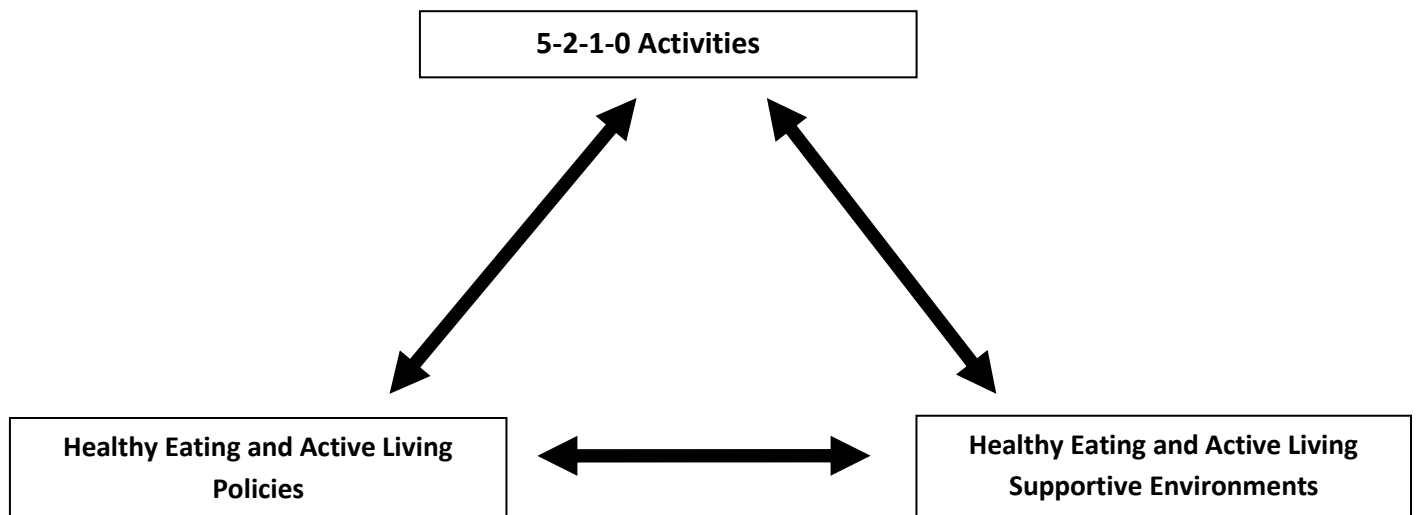 5-2-1-0 Activities
Healthy Eating and Active Living
Policies
Healthy Eating and Active Living
Supportive Environments